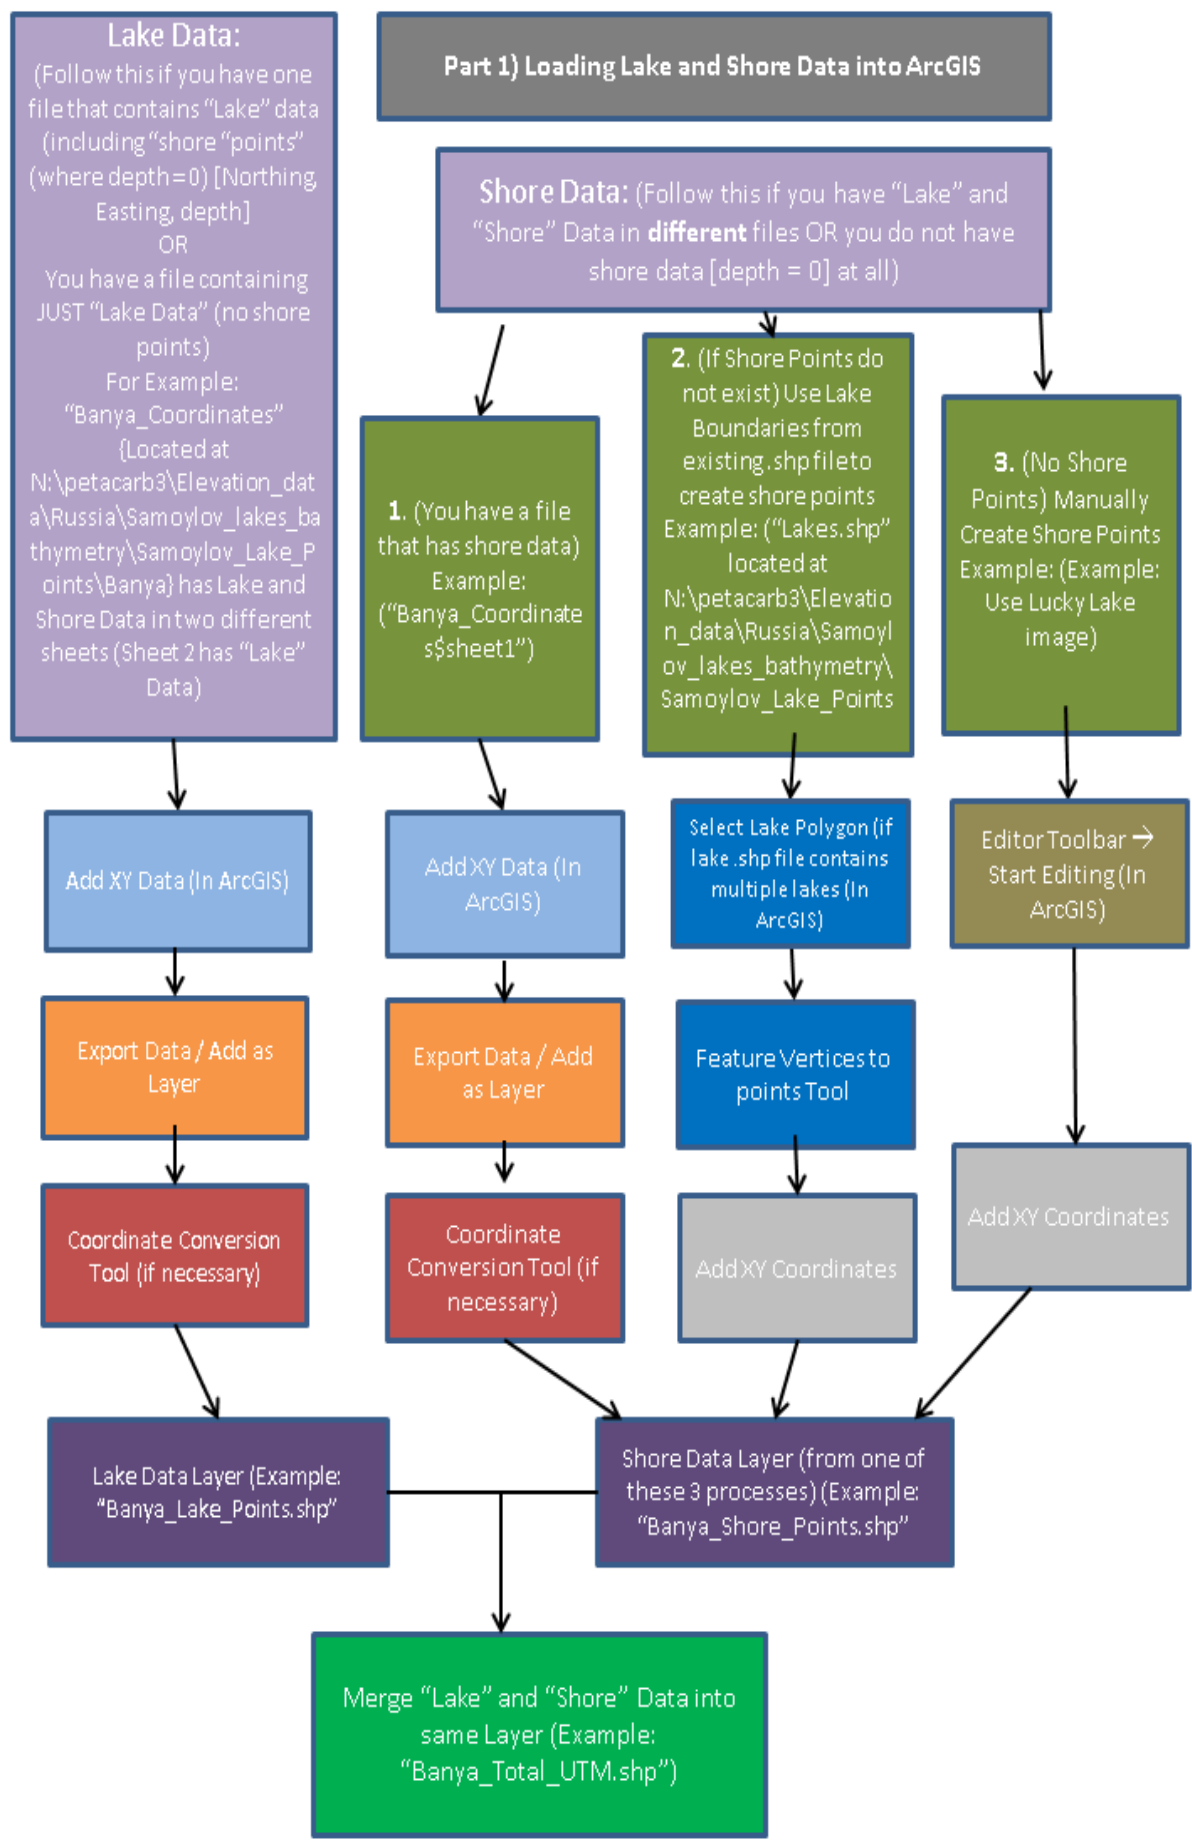 Lake Data:
(Follow this if you have one
file that contains “Lake” data
(including “shore “points”
(where depth=0) [Northing,
Easting, depth]
OR
You have a file containing
JUST “Lake Data” (no shore
points)
For Example:
“Banya_Coordinates”
{Located at
N:\petacarb3\Elevation_dat
a\Russia\Samoylov_lakes_ba
thymetry\Samoylov_Lake_P
oints\Banya} has Lake and
Shore Data in two different
sheets (Sheet 2 has “Lake”
Data)
Part 1) Loading Lake and Shore Data into ArcGIS
Shore Data: (Follow this if you have “Lake” and
“Shore” Data in different files OR you do not have
shore data [depth = 0] at all)
1. (You have a file
that has shore data)
Example:
(“Banya_Coordinate
s$sheet1”)
2. (If Shore Points do
not exist) Use Lake
Boundaries from
existing .shp file to
create shore points
Example: (“Lakes.shp”
located at
N:\petacarb3\Elevatio
n_data\Russia\Samoyl
ov_lakes_bathymetry\
Samoylov_Lake_Points
3. (No Shore
Points) Manually
Create Shore Points
Example: (Example:
Use Lucky Lake
image)
Add XY Data (In ArcGIS)
Add XY Data (In
ArcGIS)
Select Lake Polygon (if
lake .shp file contains
multiple lakes (In
ArcGIS)
Editor Toolbar →
Start Editing (In
ArcGIS)
Export Data / Add as
Layer
Export Data / Add
as Layer
Feature Vertices to
points Tool
Coordinate Conversion
Tool (if necessary)
Coordinate
Conversion Tool (if
necessary)
Add XY Coordinates
Add XY Coordinates
Lake Data Layer (Example:
“Banya_Lake_Points.shp”
Shore Data Layer (from one of
these 3 processes) (Example:
“Banya_Shore_Points.shp”
Merge “Lake” and “Shore” Data into
same Layer (Example:
“Banya_Total_UTM.shp”)